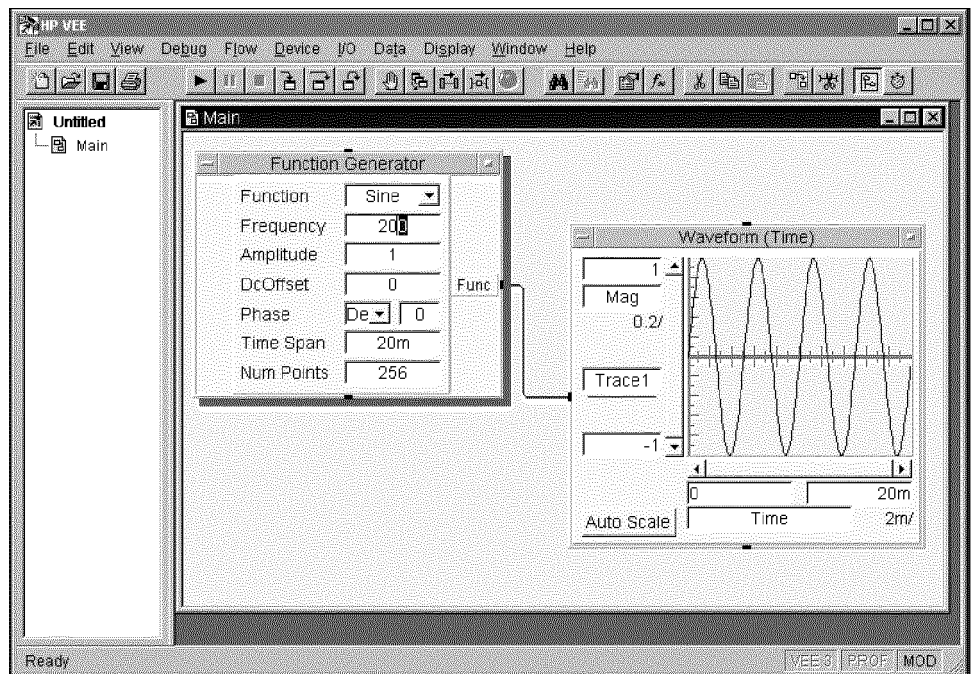 HP VEE
File Edit View Debug Flow Device I/O Data Display Window Help
Untitled
Main
Main
Function Generator
Function Sine
Frequency 200
Amplitude 1
DcOffset 0
Phase De 0
Time Span 20m
Num Points 256
Func
Waveform (Time)
1
Mag
0.2/
Trace1
-1
0 20m
Auto Scale Time 2m/
Ready VEE 3 PROF MOD